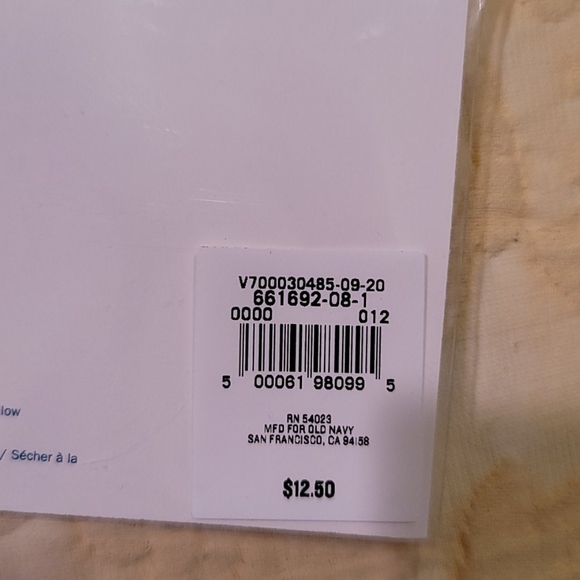 V700030485-09-20
661692-08-1
0000 012
5 00061 98099 5
RN 54023
MFD FOR OLD NAVY
SAN FRANCISCO, CA 94158
$12.50
low
/ Sécher à la